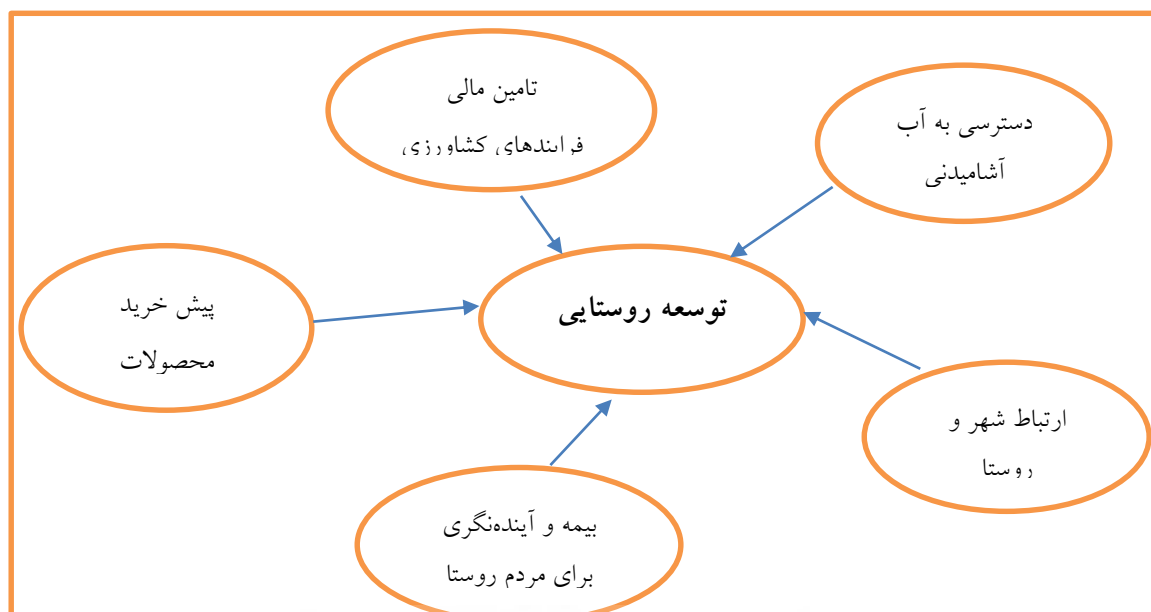 تامین مالی
فرایندهای کشاورزی
دسترسی به آب
آشامیدنی
توسعه روستایی
پیش خرید
محصولات
ارتباط شهر و
روستا
بیمه و آینده‌نگری
برای مردم روستا